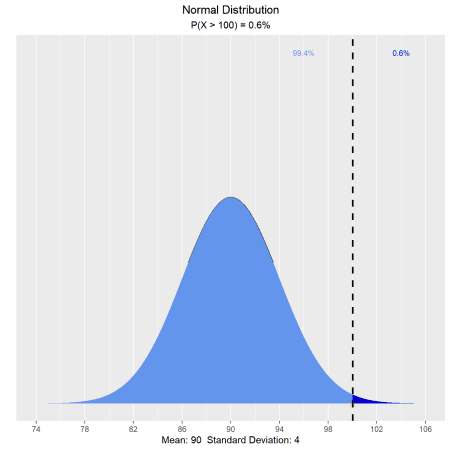 Normal Distribution
P(X > 100) = 0.6%
99.4% 0.6%
74 78 82 86 90 94 98 102 106
Mean: 90 Standard Deviation: 4